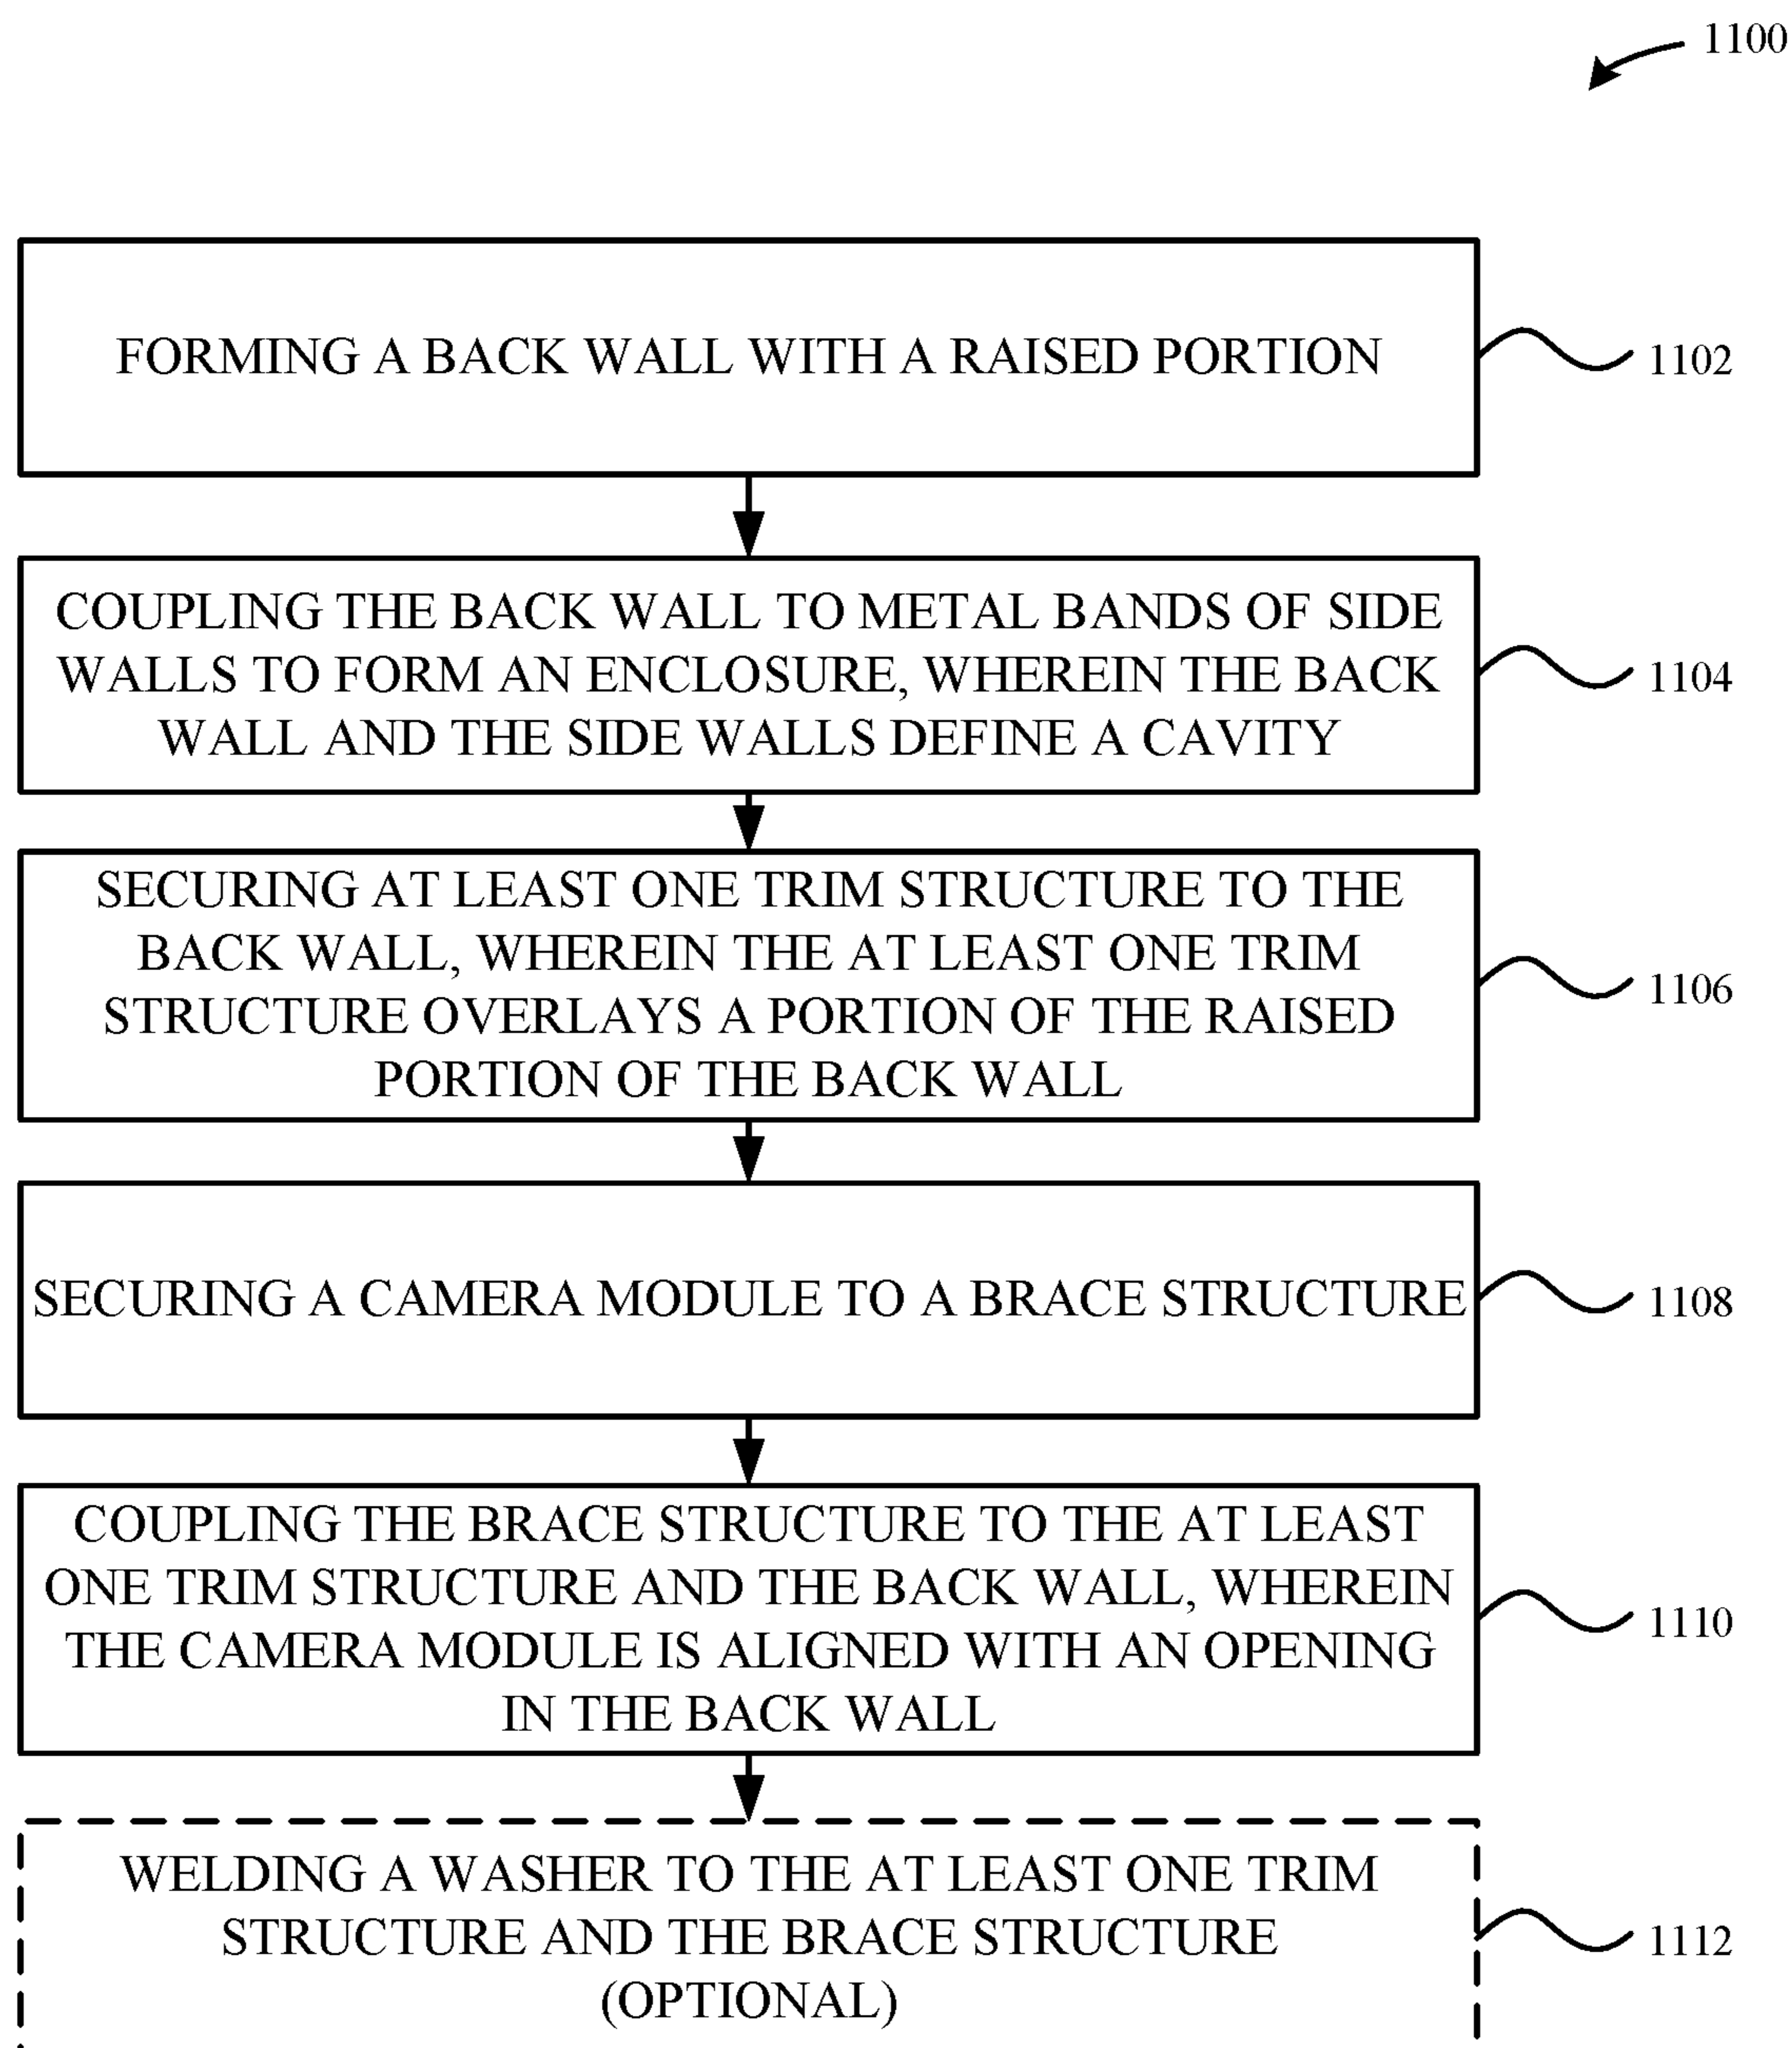 1100
FORMING A BACK WALL WITH A RAISED PORTION
1102
COUPLING THE BACK WALL TO METAL BANDS OF SIDE
WALLS TO FORM AN ENCLOSURE, WHEREIN THE BACK
WALL AND THE SIDE WALLS DEFINE A CAVITY
1104
SECURING AT LEAST ONE TRIM STRUCTURE TO THE
BACK WALL, WHEREIN THE AT LEAST ONE TRIM
STRUCTURE OVERLAYS A PORTION OF THE RAISED
PORTION OF THE BACK WALL
1106
SECURING A CAMERA MODULE TO A BRACE STRUCTURE
1108
COUPLING THE BRACE STRUCTURE TO THE AT LEAST
ONE TRIM STRUCTURE AND THE BACK WALL, WHEREIN
THE CAMERA MODULE IS ALIGNED WITH AN OPENING
IN THE BACK WALL
1110
WELDING A WASHER TO THE AT LEAST ONE TRIM
STRUCTURE AND THE BRACE STRUCTURE
(OPTIONAL)
1112